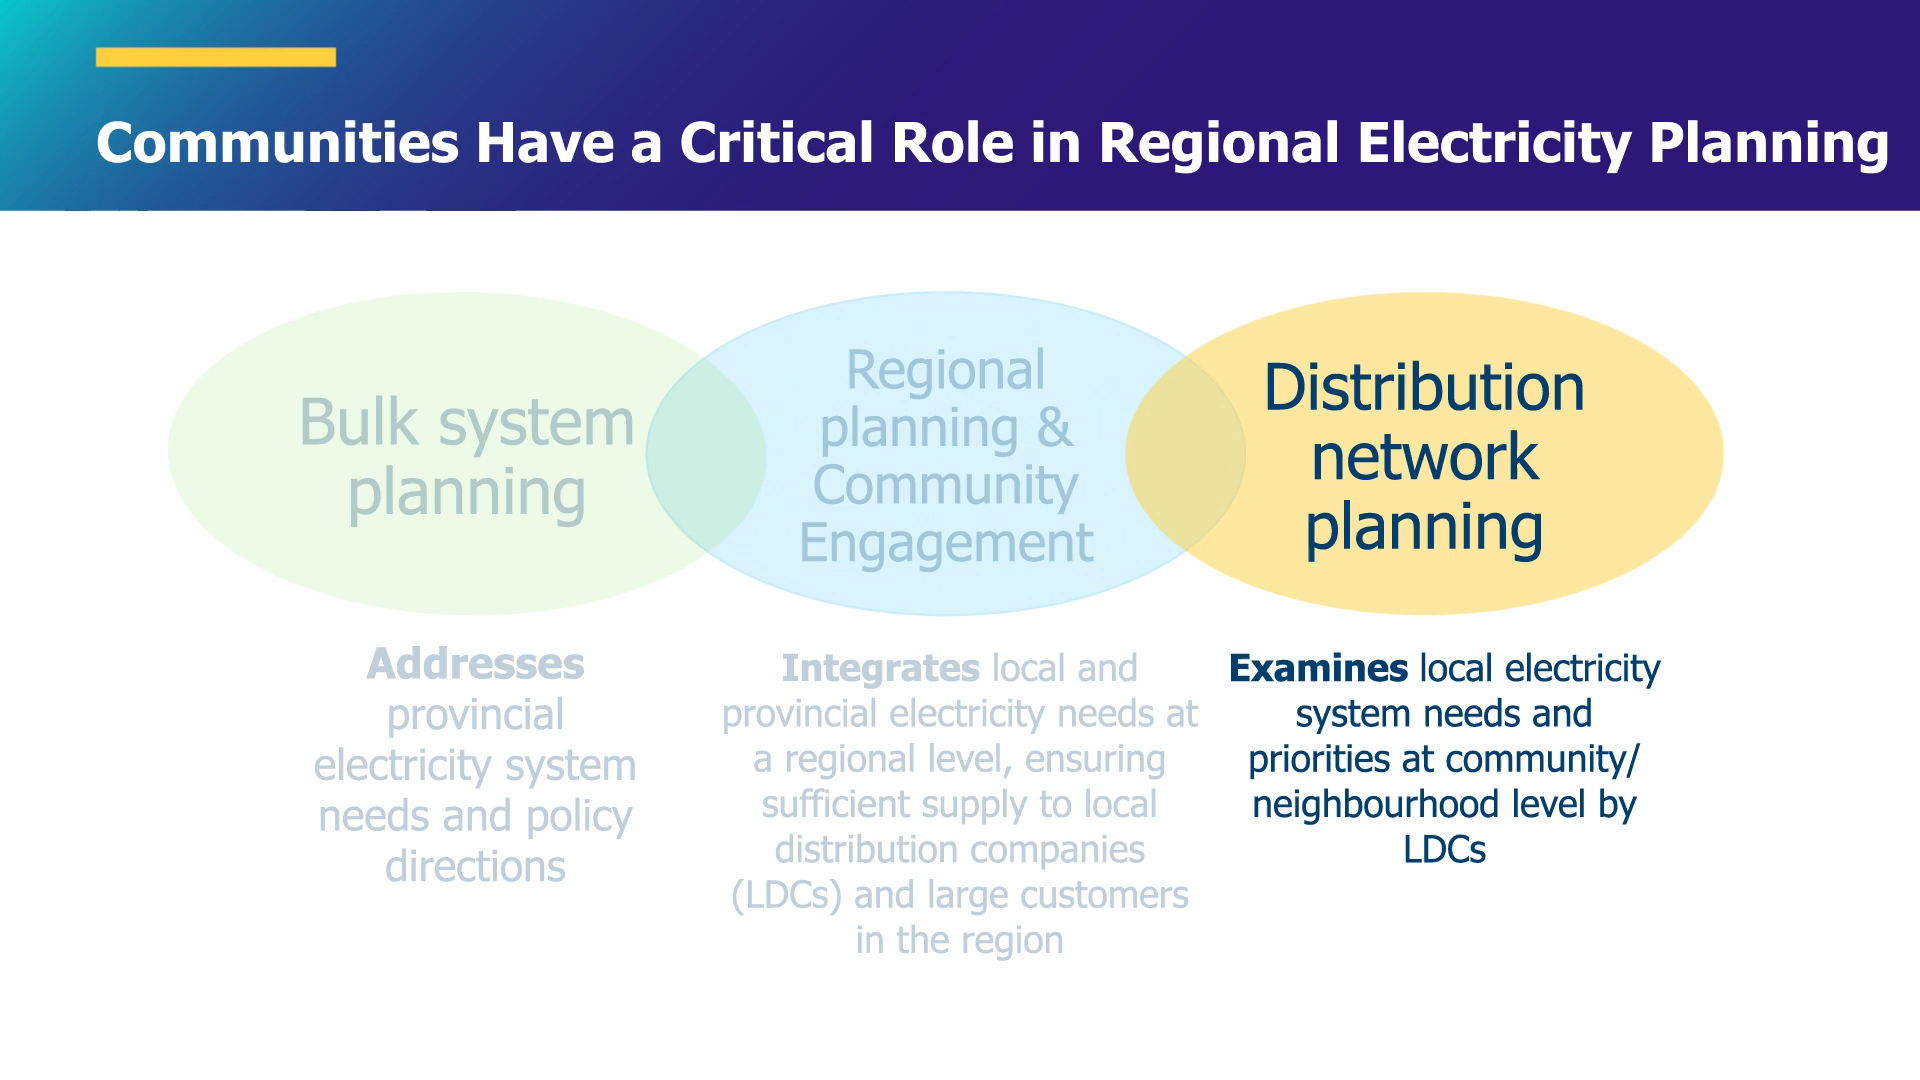 Communities Have a Critical Role in Regional Electricity Planning
Bulk system
planning
Regional
planning &
Community
Engagement
Distribution
network
planning
Addresses
provincial
electricity system
needs and policy
directions
Integrates local and
provincial electricity needs at
a regional level, ensuring
sufficient supply to local
distribution companies
(LDCs) and large customers
in the region
Examines local electricity
system needs and
priorities at community/
neighbourhood level by
LDCs